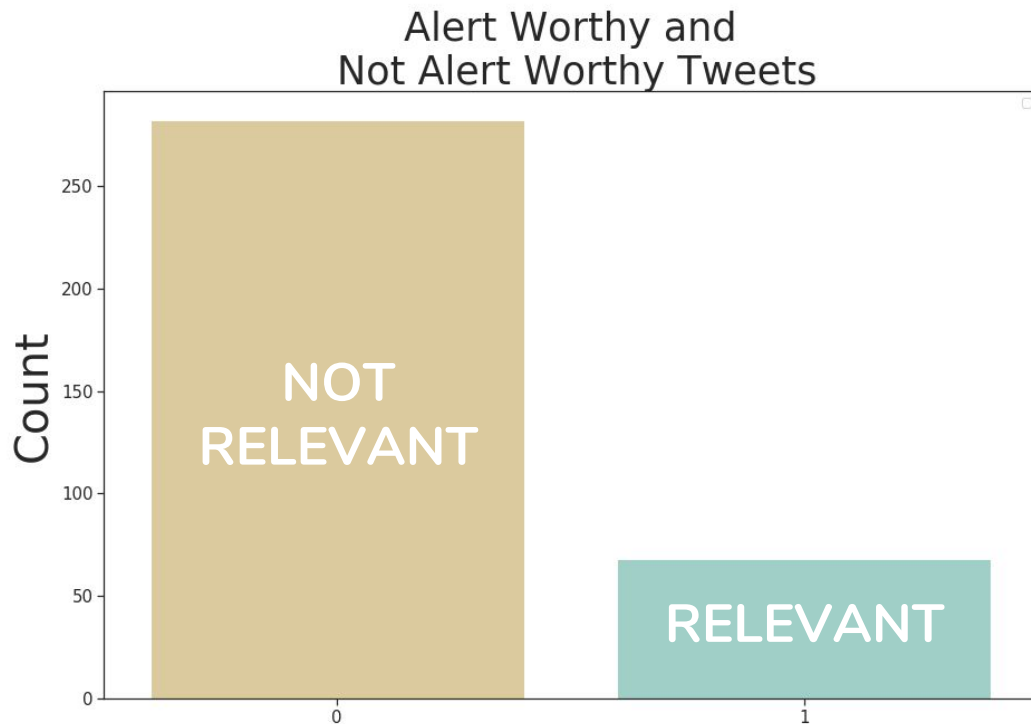 Alert Worthy and
Not Alert Worthy Tweets
Count
250
200
150
100
50
0
NOT
RELEVANT
RELEVANT
0
1